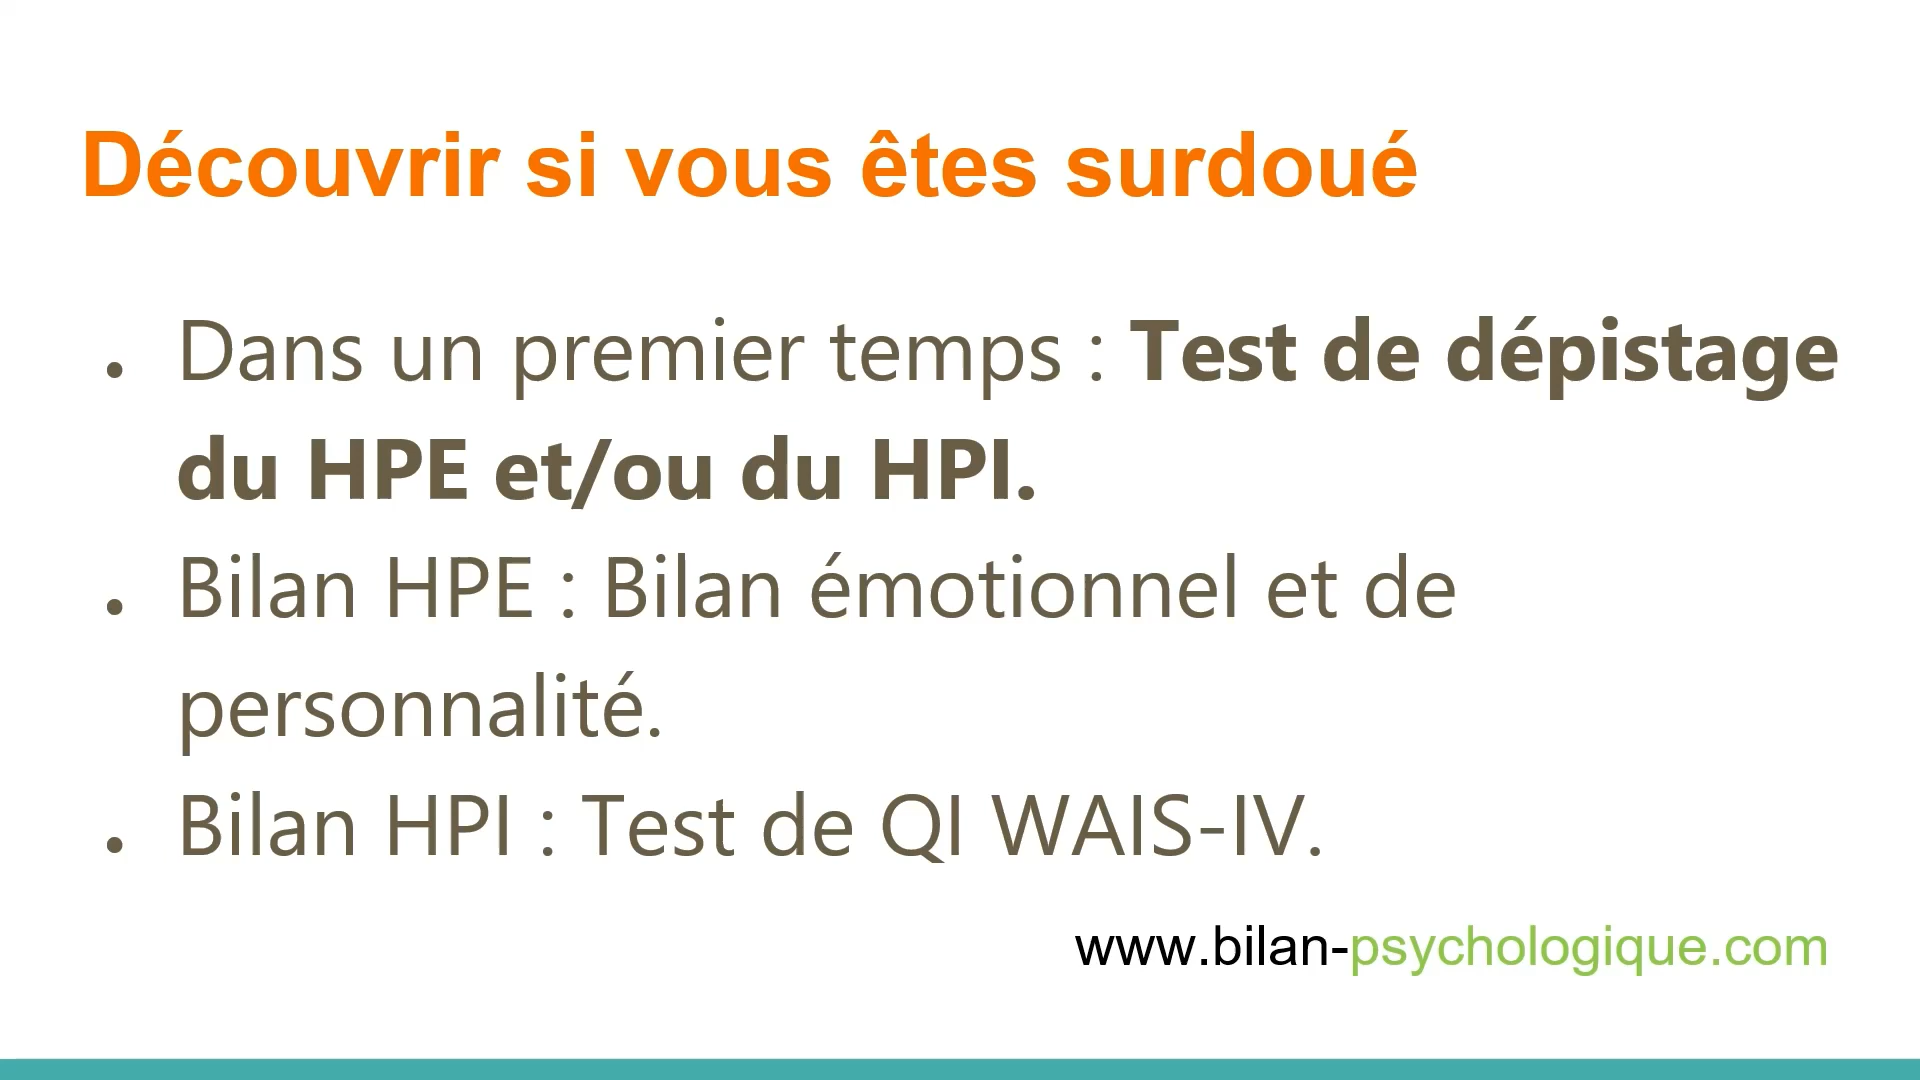 Découvrir si vous êtes surdoué
• Dans un premier temps : Test de dépistage
du HPE et/ou du HPI.
• Bilan HPE : Bilan émotionnel et de
personnalité.
• Bilan HPI : Test de QI WAIS-IV.
www.bilan-psychologique.com